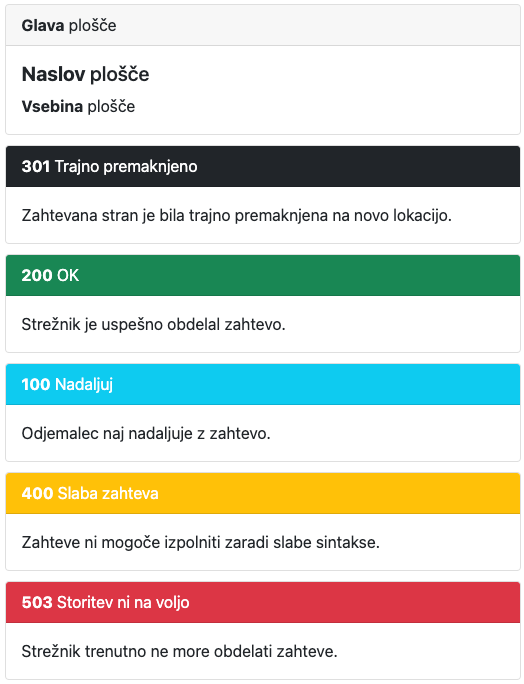 Glava plošče
Naslov plošče
Vsebina plošče
301 Trajno premaknjeno
Zahtevana stran je bila trajno premaknjena na novo lokacijo.
200 OK
Strežnik je uspešno obdelal zahtevo.
100 Nadaljuj
Odjemalec naj nadaljuje z zahtevo.
400 Slaba zahteva
Zahteve ni mogoče izpolniti zaradi slabe sintakse.
503 Storitev ni na voljo
Strežnik trenutno ne more obdelati zahteve.